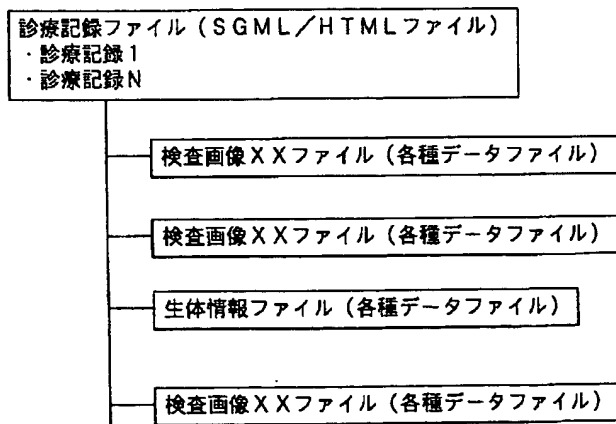 診療記録ファイル（ＳＧＭＬ／ＨＴＭＬファイル）
・診療記録１
・診療記録Ｎ
検査画像ＸＸファイル（各種データファイル）
検査画像ＸＸファイル（各種データファイル）
生体情報ファイル（各種データファイル）
検査画像ＸＸファイル（各種データファイル）